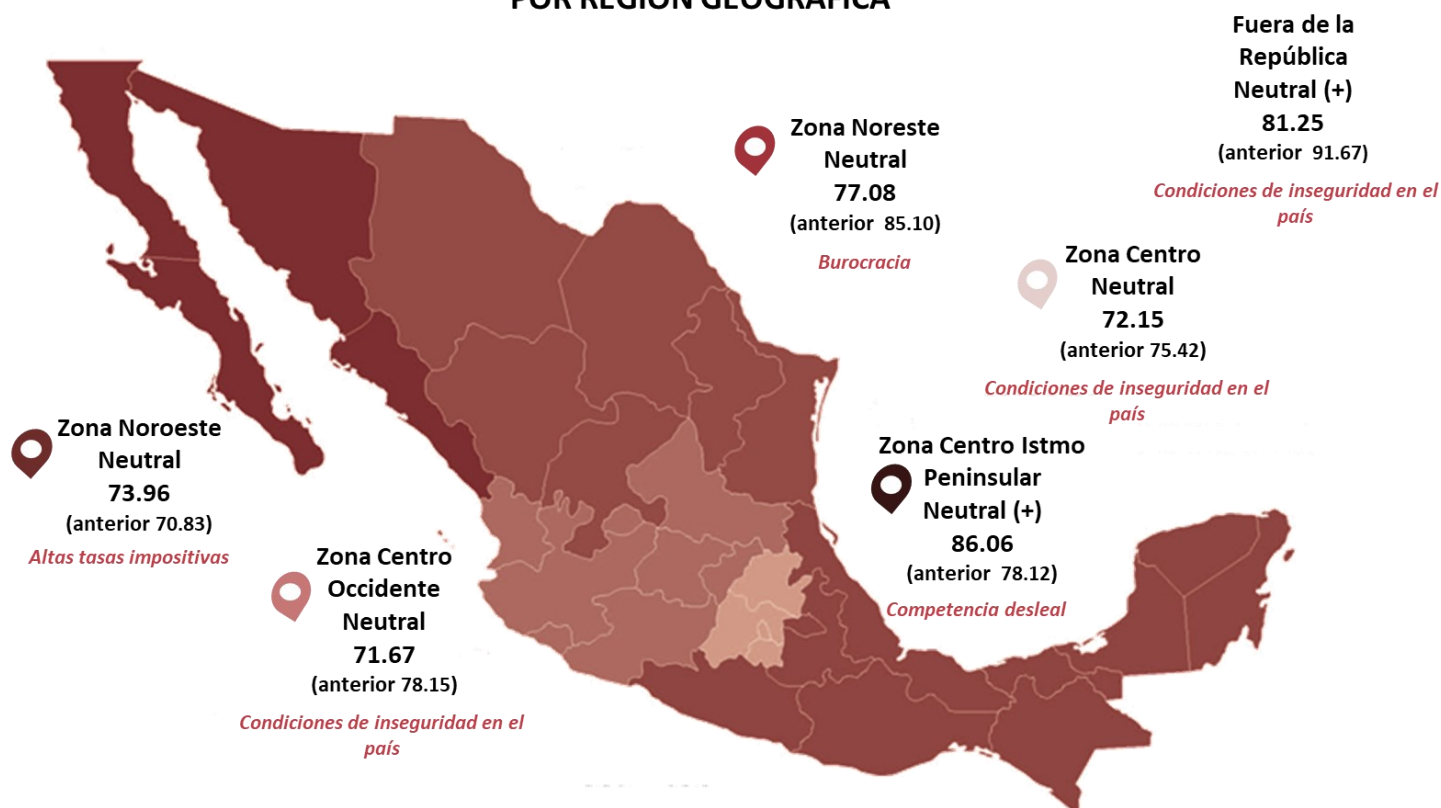 POR REGIÓN GEOGRÁFICA
Fuera de la
República
Neutral (+)
81.25
(anterior 91.67)
Condiciones de inseguridad en el
país
Zona Noreste
Neutral
77.08
(anterior 85.10)
Burocracia
Zona Centro
Neutral
72.15
(anterior 75.42)
Condiciones de inseguridad en el
país
Zona Noroeste
Neutral
73.96
(anterior 70.83)
Altas tasas impositivas
Zona Centro Istmo
Peninsular
Neutral (+)
86.06
(anterior 78.12)
Competencia desleal
Zona Centro
Occidente
Neutral
71.67
(anterior 78.15)
Condiciones de inseguridad en el
país